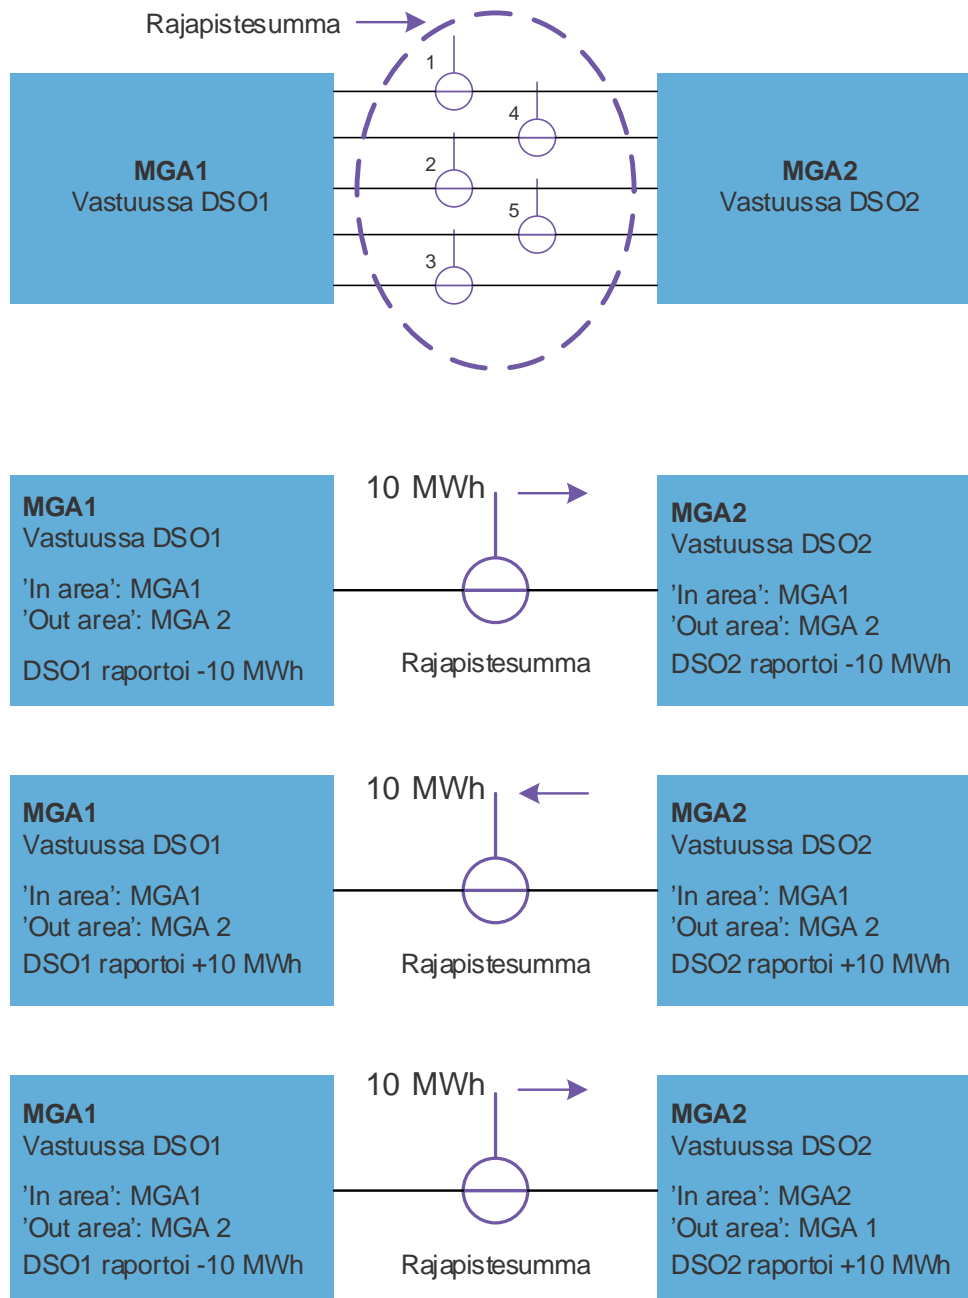 Rajapistesumma
1
4
2
5
3
MGA1
Vastuussa DSO1
MGA2
Vastuussa DSO2
10 MWh
MGA1
Vastuussa DSO1
’In area’: MGA1
’Out area’: MGA 2
DSO1 raportoi -10 MWh
Rajapistesumma
MGA2
Vastuussa DSO2
’In area’: MGA1
’Out area’: MGA 2
DSO2 raportoi -10 MWh
10 MWh
MGA1
Vastuussa DSO1
’In area’: MGA1
’Out area’: MGA 2
DSO1 raportoi +10 MWh
Rajapistesumma
MGA2
Vastuussa DSO2
’In area’: MGA1
’Out area’: MGA 2
DSO2 raportoi +10 MWh
10 MWh
MGA1
Vastuussa DSO1
’In area’: MGA1
’Out area’: MGA 2
DSO1 raportoi -10 MWh
Rajapistesumma
MGA2
Vastuussa DSO2
’In area’: MGA2
’Out area’: MGA 1
DSO2 raportoi +10 MWh